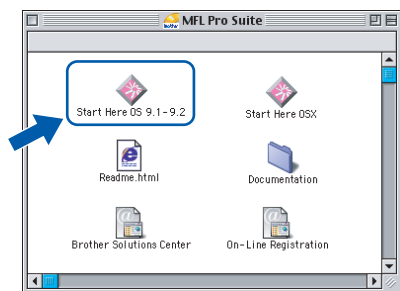 MFL Pro Suite
Start Here OS 9.1-9.2
Start Here OSX
Readme.html
Documentation
Brother Solutions Center
On-Line Registration